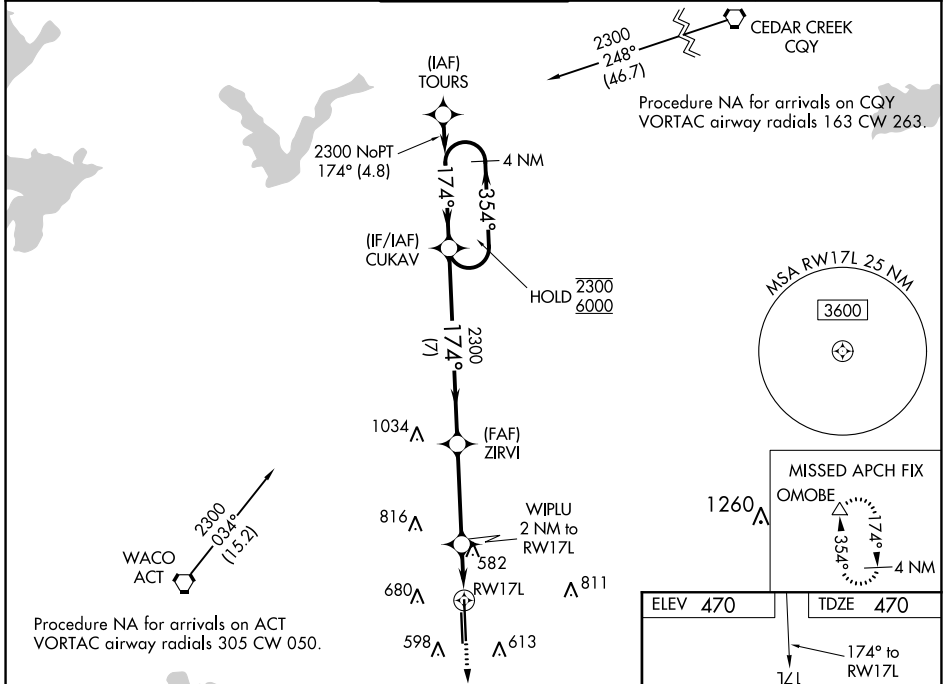 2300
248°
(46.7)
CEDAR CREEK
CQY
Procedure NA for arrivals on CQY
VORTAC airway radials 163 CW 263.
(IAF)
TOURS
2300 NoPT
174° (4.8)
4 NM
174°
354°
(IF/IAF)
CUKAV
HOLD 2300
6000
2300
174°
(7)
MSA RW17L 25 NM
3600
1034
(FAF)
ZIRVI
2300
034°
(15.2)
WACO
ACT
Procedure NA for arrivals on ACT
VORTAC airway radials 305 CW 050.
816
WIPLU
2 NM to
RW17L
582
680
RW17L
811
598
613
1260
MISSED APCH FIX
OMOBE
174°
354°
4 NM
ELEV 470
TDZE 470
174° to
RW17L
17L